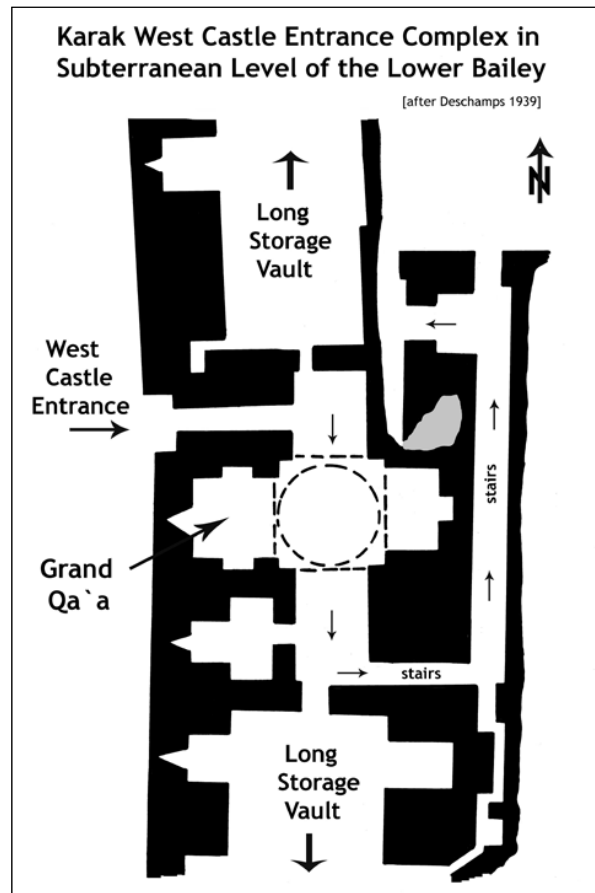 Karak West Castle Entrance Complex in
Subterranean Level of the Lower Bailey
[after Deschamps 1939]
N
Long
Storage
Vault
West
Castle
Entrance
stairs
Grand
Qa`a
stairs
Long
Storage
Vault